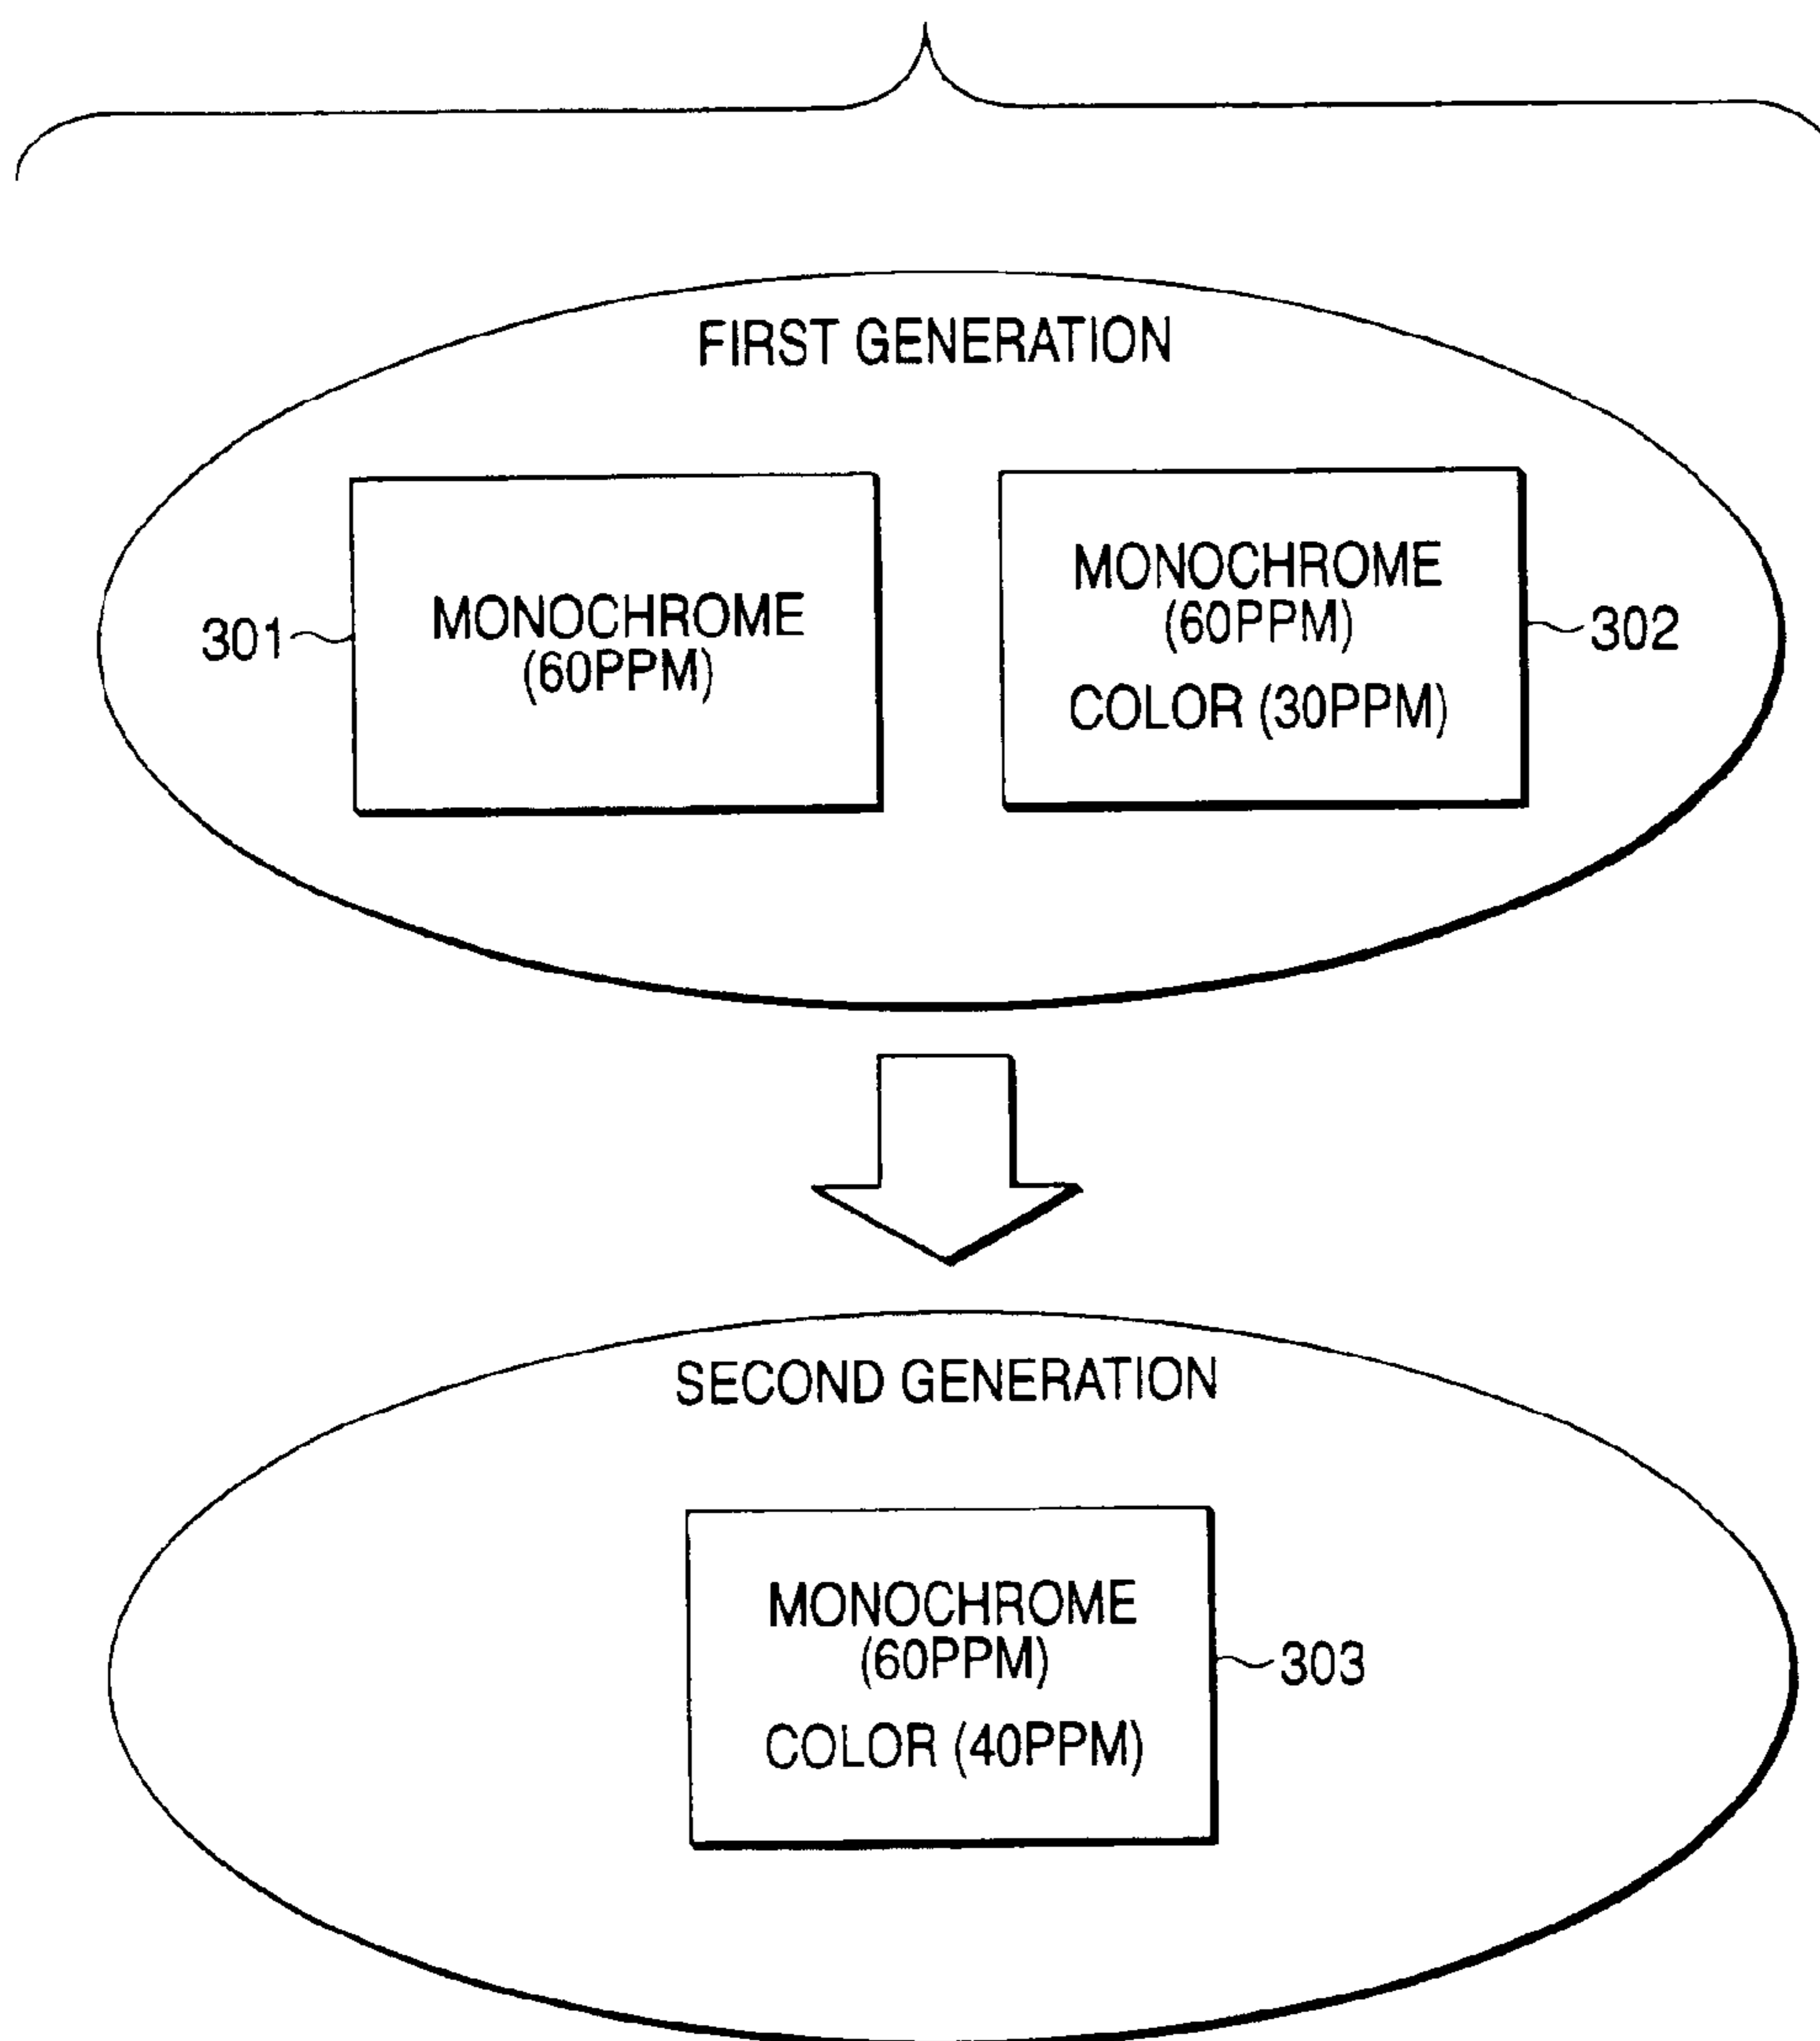 FIRST GENERATION
301
MONOCHROME
(60PPM)
MONOCHROME
(60PPM)
COLOR (30PPM)
302
SECOND GENERATION
MONOCHROME
(60PPM)
COLOR (40PPM)
303